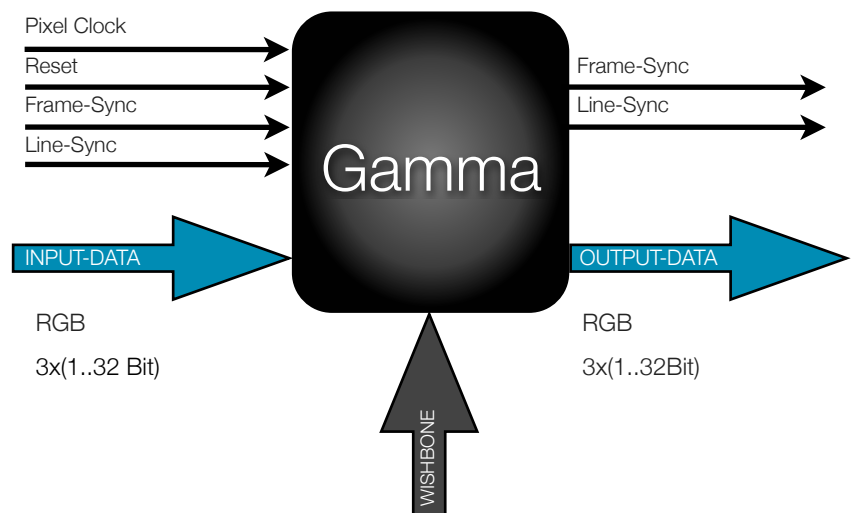 Pixel Clock
Reset
Frame-Sync
Line-Sync
Gamma
Frame-Sync
Line-Sync
INPUT-DATA
OUTPUT-DATA
RGB
3x(1..32 Bit)
RGB
3x(1..32Bit)
WISHBONE